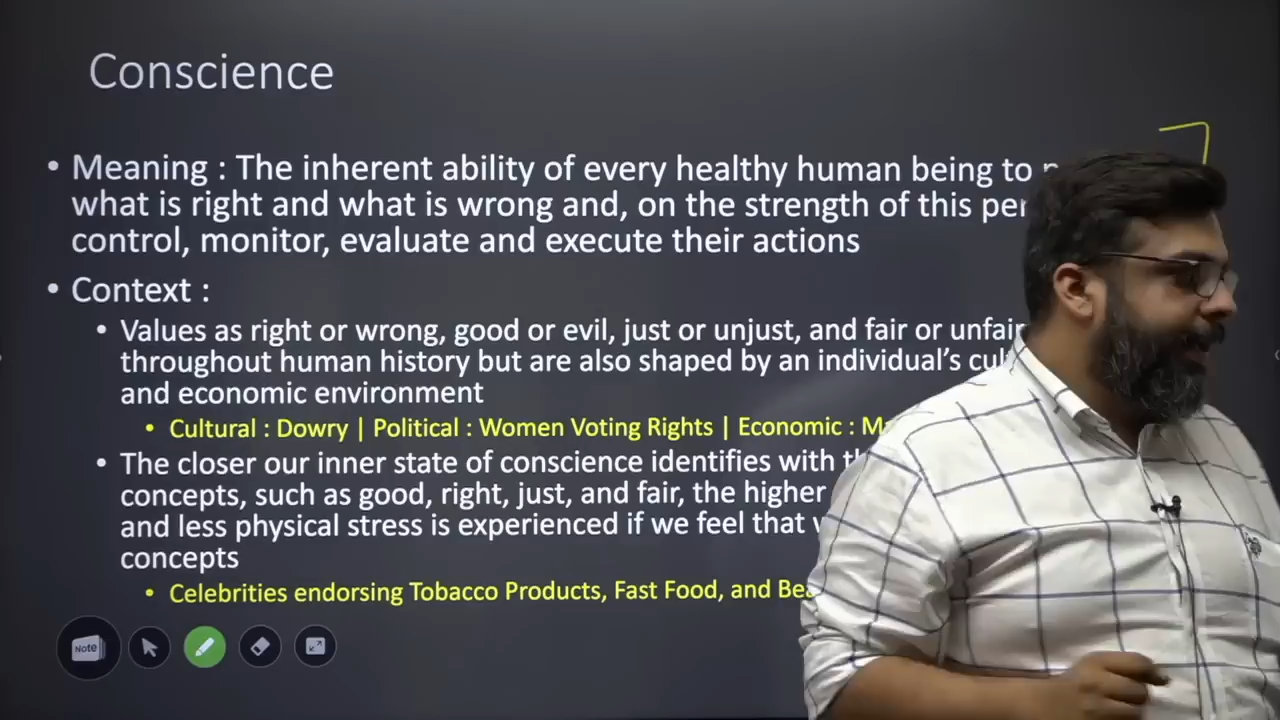 Conscience
• Meaning : The inherent ability of every healthy human being to
what is right and what is wrong and, on the strength of this
control, monitor, evaluate and execute their actions
• Context :
• Values as right or wrong, good or evil, just or unjust, and fair or unfair
throughout human history but are also shaped by an individual's
and economic environment
• Cultural : Dowry | Political : Women Voting Rights | Economic :
• The closer our inner state of conscience identifies with
concepts, such as good, right, just, and fair, the higher
and less physical stress is experienced if we feel that
concepts
• Celebrities endorsing Tobacco Products, Fast Food, and
Note